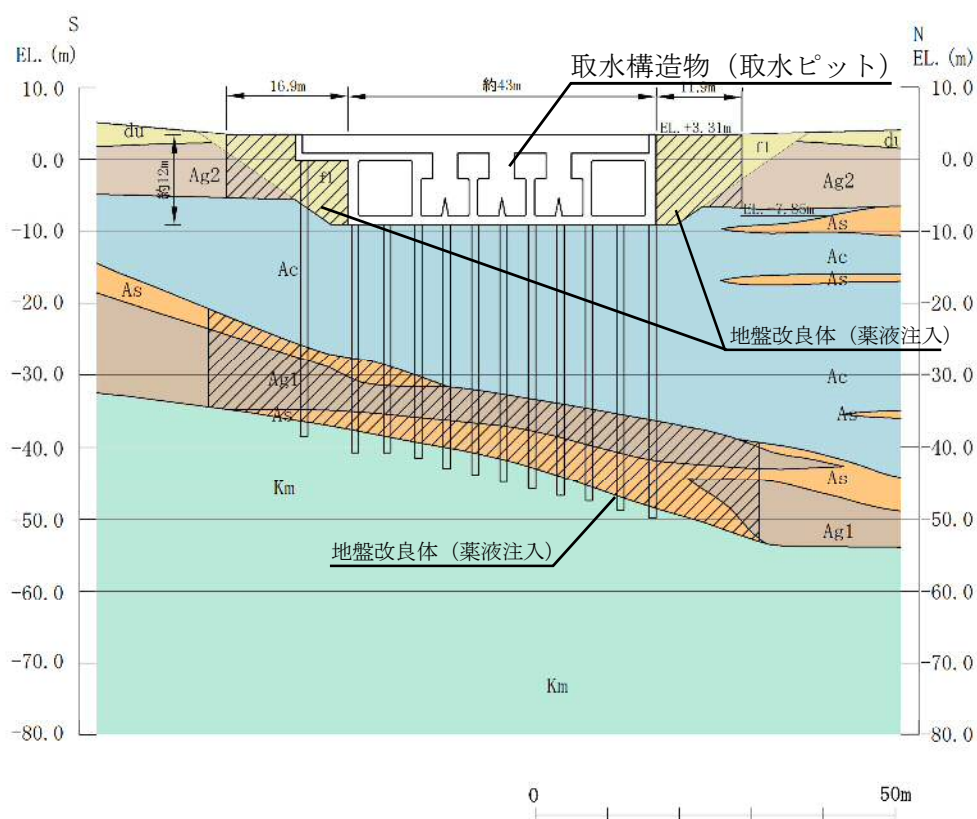 S
N
EL. (m)
EL. (m)
取水構造物（取水ピット）
16.9m
約43m
11.9m
10.0
10.0
EL.+3.31m
du
fl
du
0.0
0.0
約12m
Ag2
fl
Ag2
EL.-7.85m
As
-10.0
-10.0
Ac
Ac
As
As
-20.0
-20.0
地盤改良体（薬液注入）
-30.0
-30.0
Ag1
Ac
As
As
-40.0
-40.0
As
Km
-50.0
-50.0
Ag1
地盤改良体（薬液注入）
-60.0
-60.0
-70.0
-70.0
Km
-80.0
-80.0
0
50m